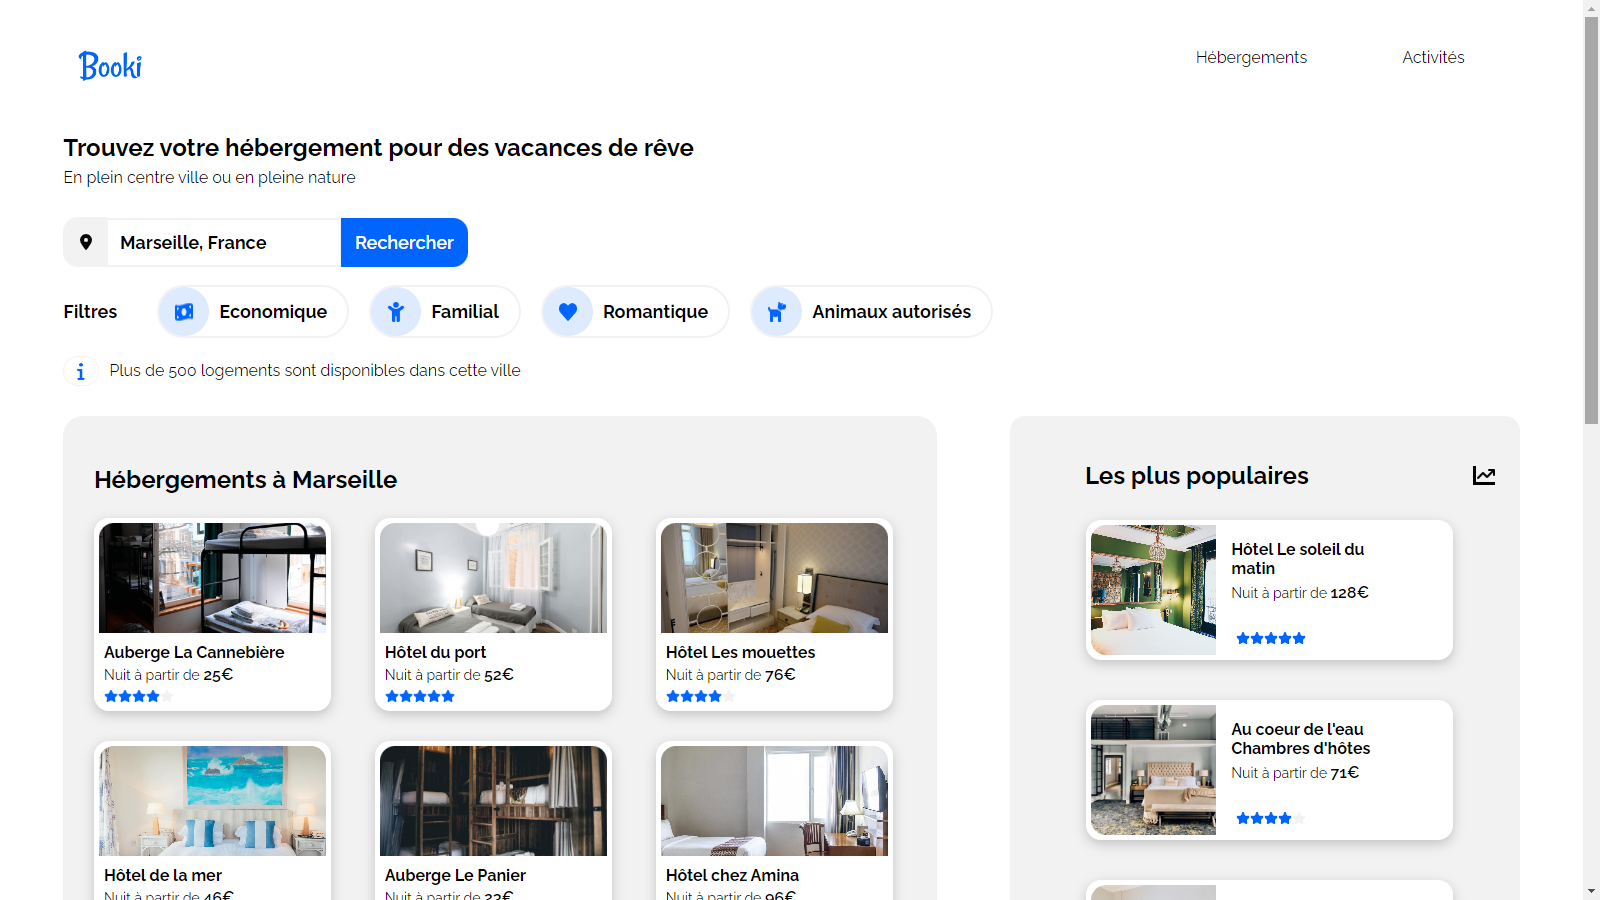 Booki
Hébergements
Activités
Trouvez votre hébergement pour des vacances de rêve
En plein centre ville ou en pleine nature
Marseille, France
Rechercher
Filtres
Economique
Familial
Romantique
Animaux autorisés
Plus de 500 logements sont disponibles dans cette ville
Hébergements à Marseille
Auberge La Cannebière
Nuit à partir de 25€
Hôtel du port
Nuit à partir de 52€
Hôtel Les mouettes
Nuit à partir de 76€
Hôtel de la mer
Nuit à partir de 46€
Auberge Le Panier
Nuit à partir de 23€
Hôtel chez Amina
Nuit à partir de 96€
Les plus populaires
Hôtel Le soleil du
matin
Nuit à partir de 128€
Au coeur de l'eau
Chambres d'hôtes
Nuit à partir de 71€